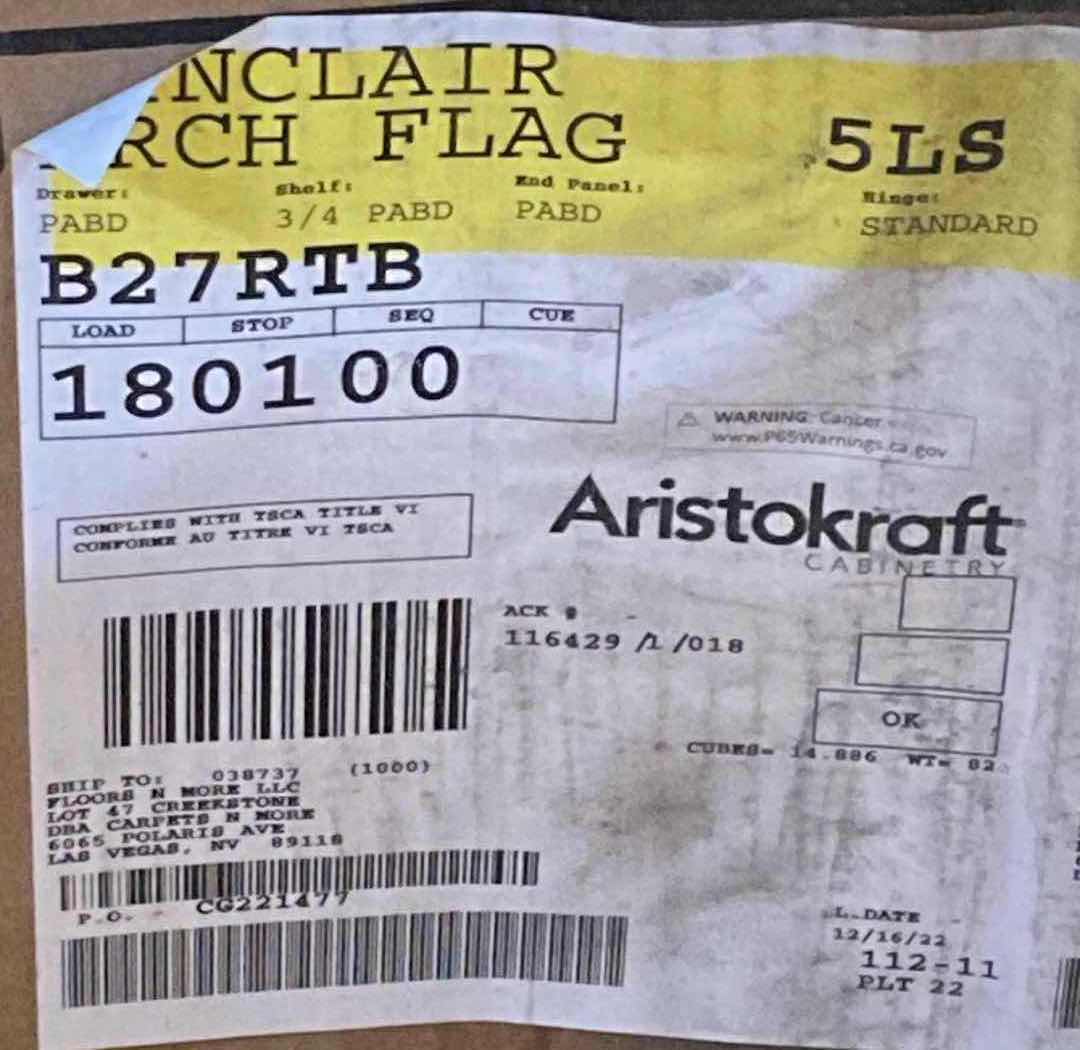 NCLAIR
RCH FLAG
5LS
Drawer:
Shelf:
End Panel:
Hinge:
PABD
3/4 PABD
PABD
STANDARD
B27RTB
LOAD STOP SEQ CUE
180100
WARNING: Cancer
www.P65Warnings.ca.gov
COMPLIES WITH TSCA TITLE VI
CONFORME AU TITRE VI TSCA
Aristokraft
CABINETRY
ACK # -
116429 /1 /018
OK
CUBES= 14.886 WT= 82
SHIP TO: 038737 (1000)
FLOORS N MORE LLC
LOT 47 CREEKSTONE
DBA CARPETS N MORE
6065 POLARIS AVE
LAS VEGAS, NV 89118
P.O. - CG221477
L.DATE -
12/16/22
112-11
PLT 22